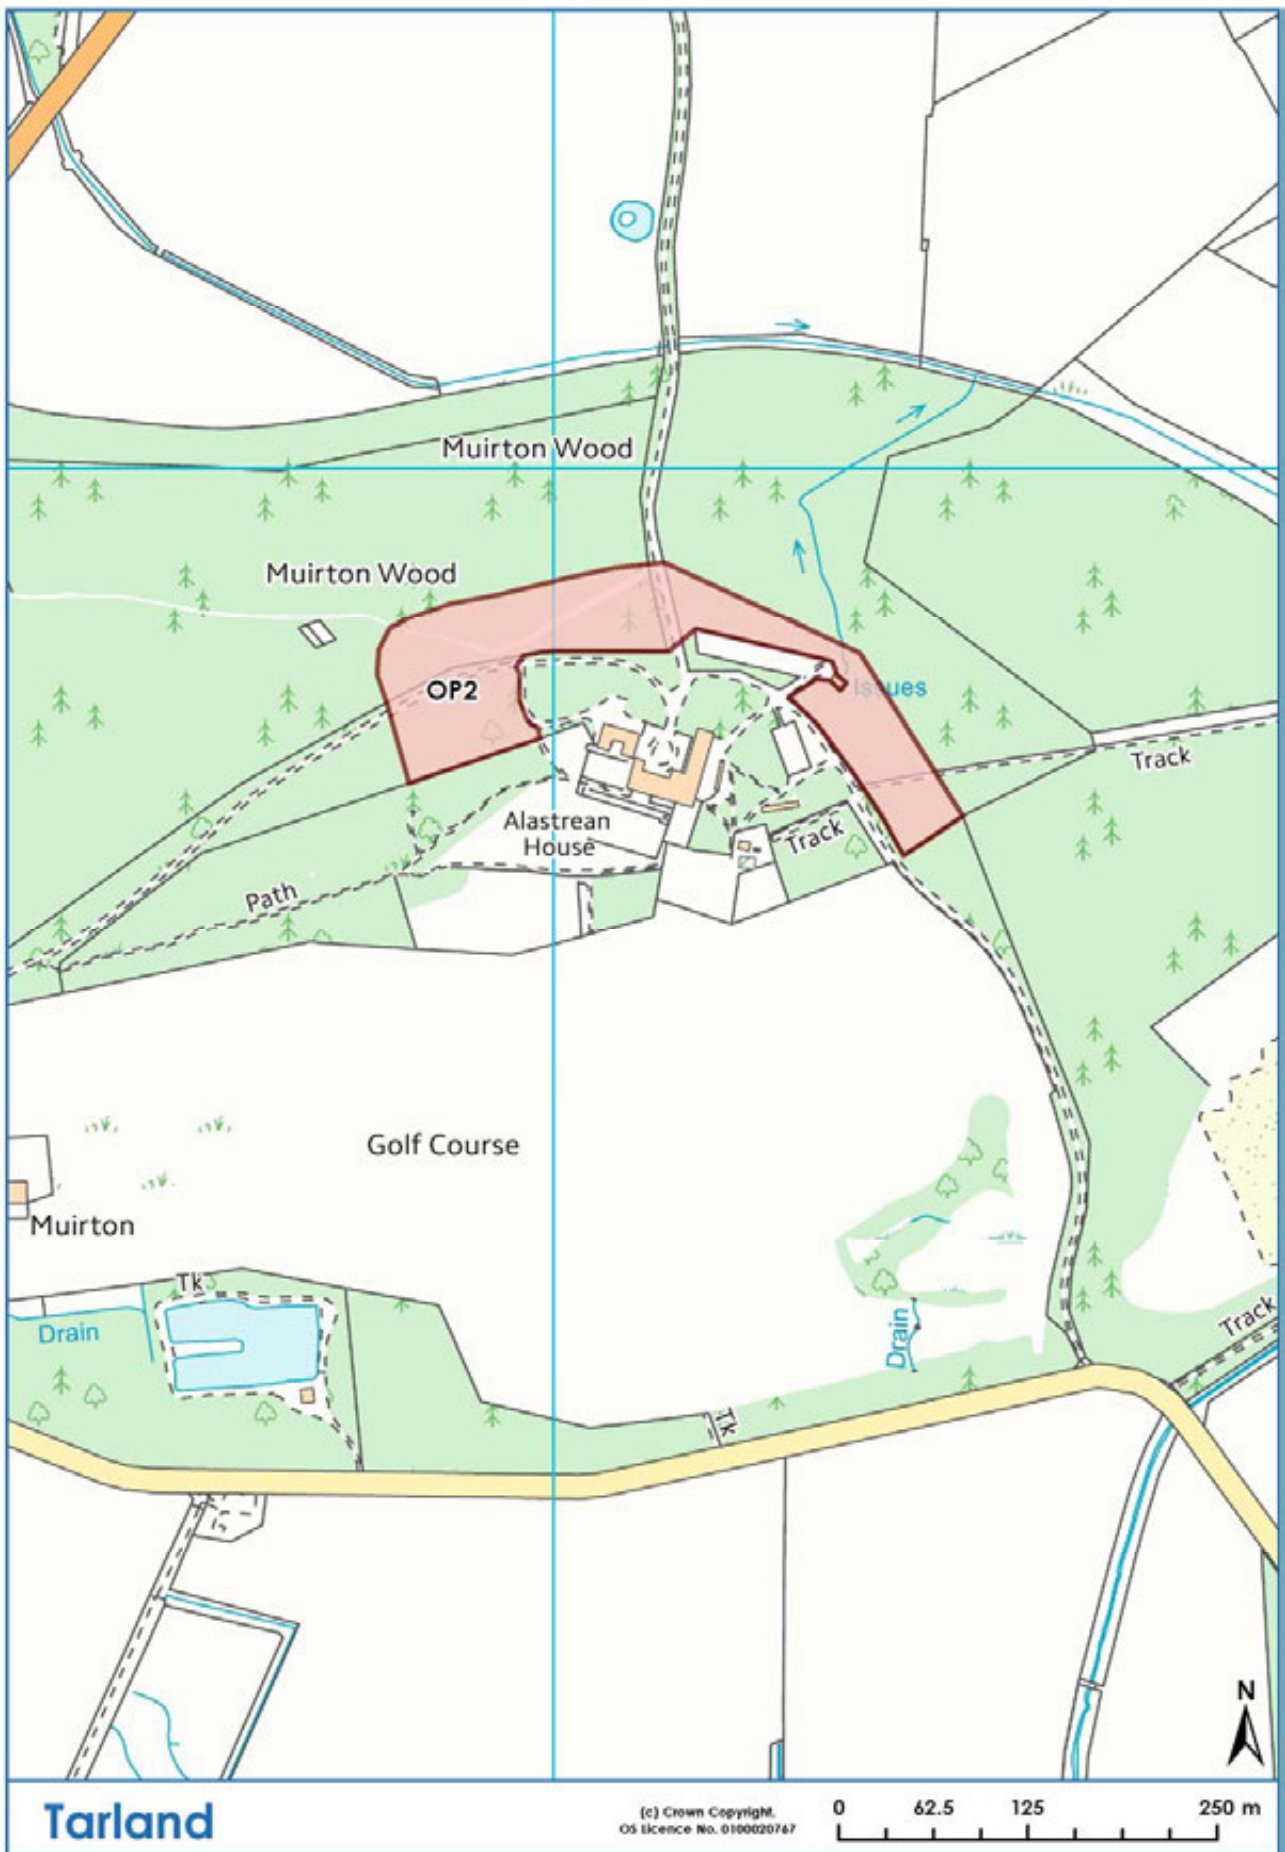 Muirton Wood
Muirton Wood
OP2
Issues
Track
Alastrean
House
Track
Path
Golf Course
Muirton
Tk
Drain
Drain
Track
Tk
N
Tarland
(c) Crown Copyright.
OS Licence No. 0100020767
0 62.5 125 250 m